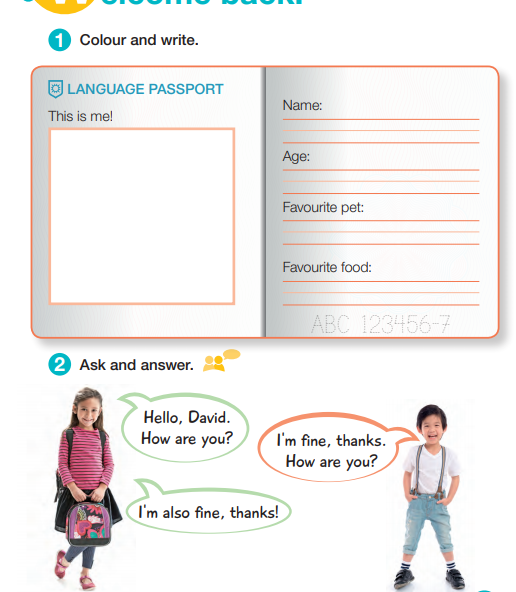 elcome back!
1 Colour and write.
LANGUAGE PASSPORT
This is me!
Name:
Age:
Favourite pet:
Favourite food:
ABC 123456-7
2 Ask and answer.
Hello, David.
How are you?
I'm fine, thanks.
How are you?
I'm also fine, thanks!